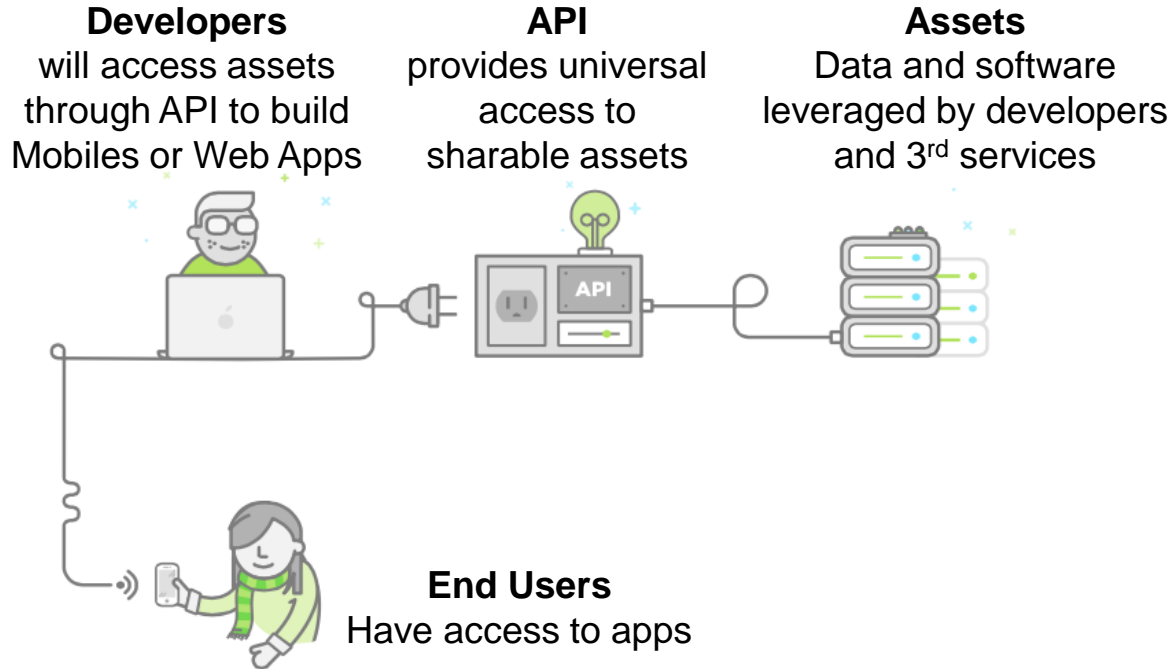 Developers
will access assets
through API to build
Mobiles or Web Apps
API
provides universal
access to
sharable assets
Assets
Data and software
leveraged by developers
and 3rd services
API
End Users
Have access to apps